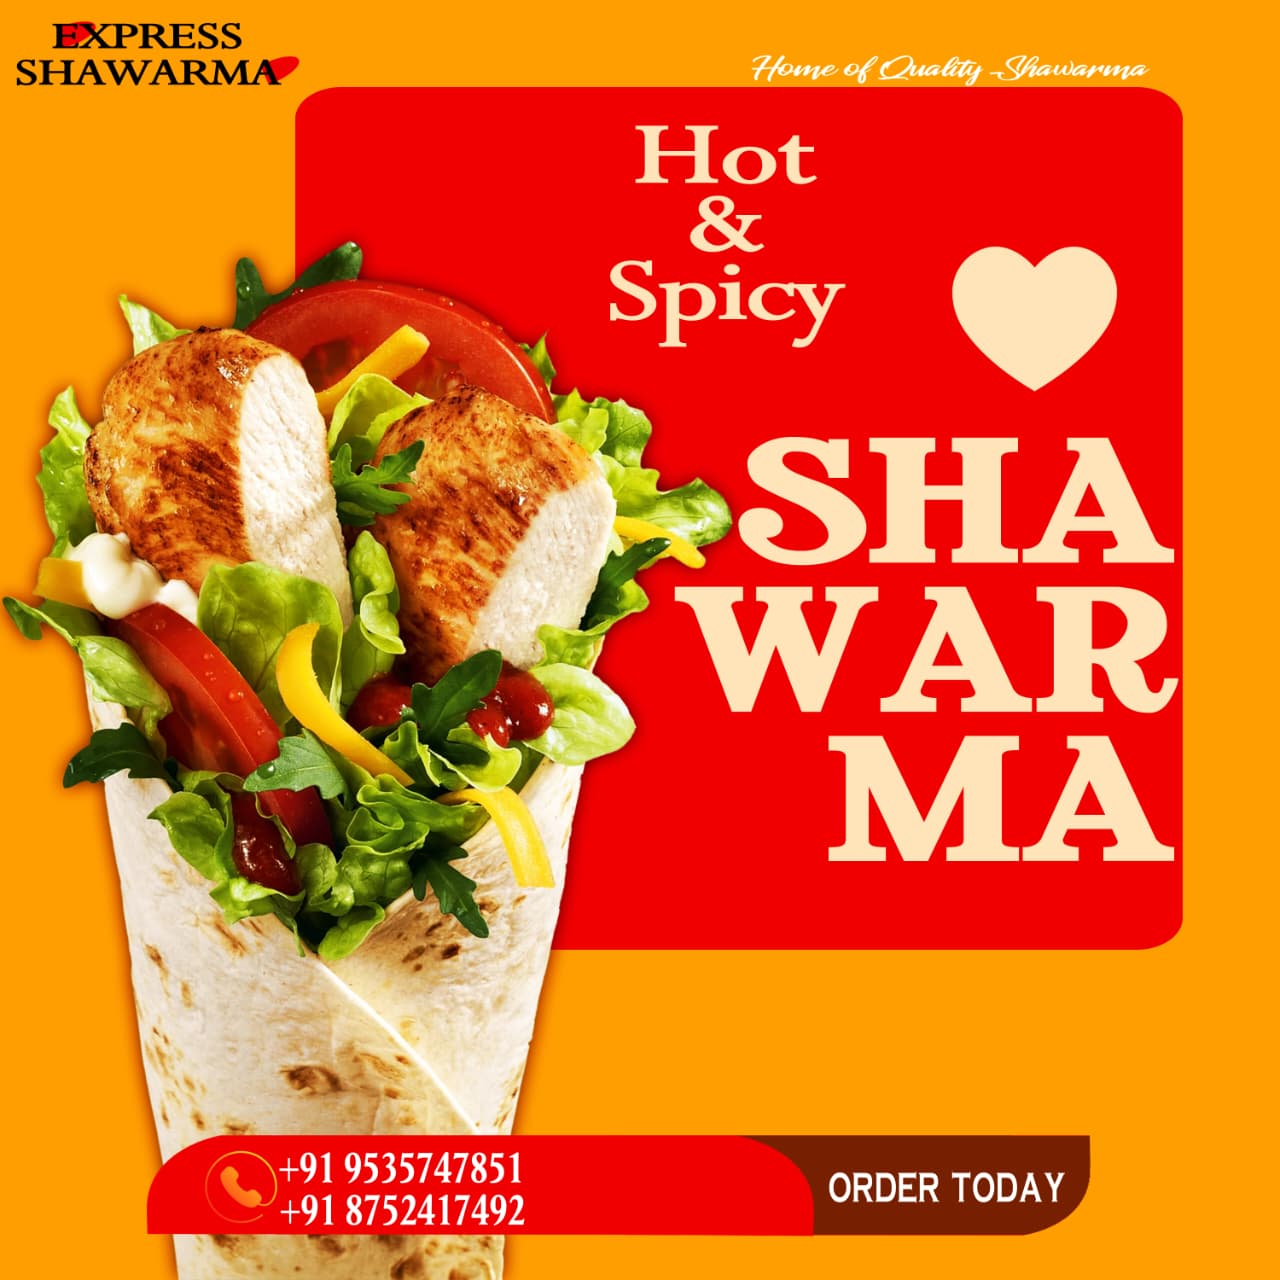 EXPRESS
SHAWARMA
Home of Quality Shawarma
Hot
&
Spicy
SHA
WAR
MA
+91 9535747851
+91 8752417492
ORDER TODAY